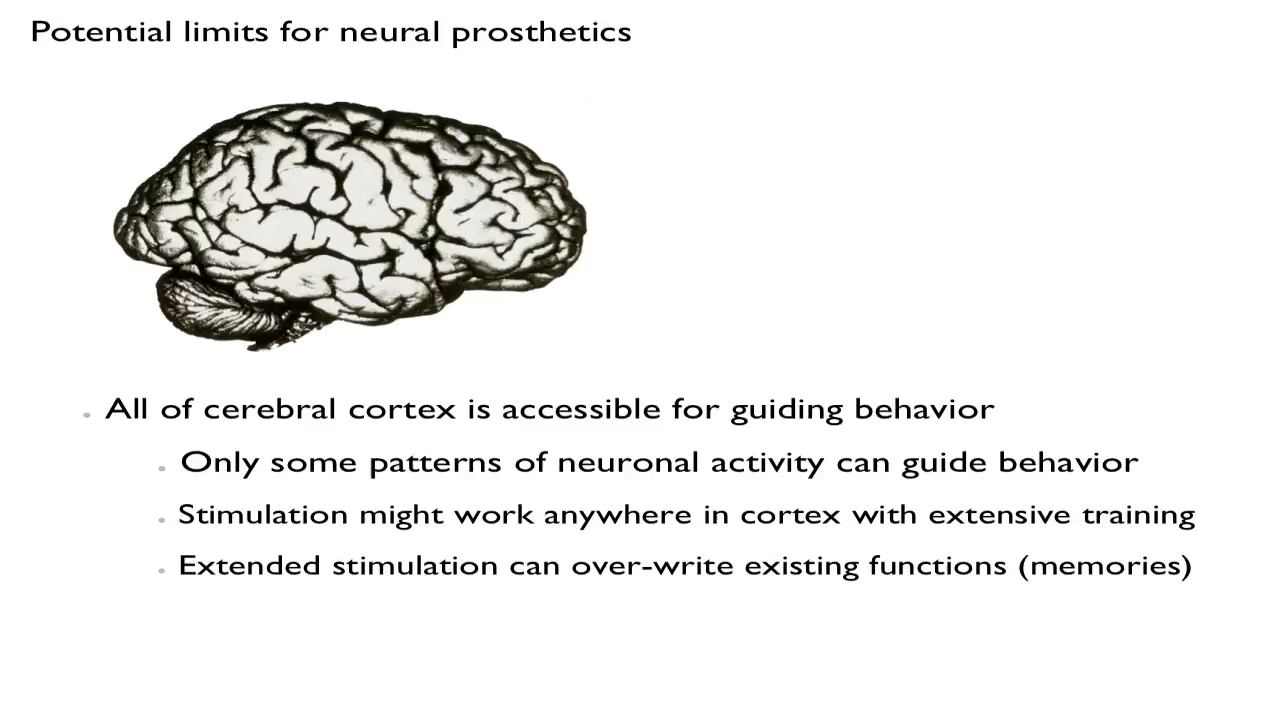 Potential limits for neural prosthetics
. All of cerebral cortex is accessible for guiding behavior
. Only some patterns of neuronal activity can guide behavior
. Stimulation might work anywhere in cortex with extensive training
. Extended stimulation can over-write existing functions (memories)